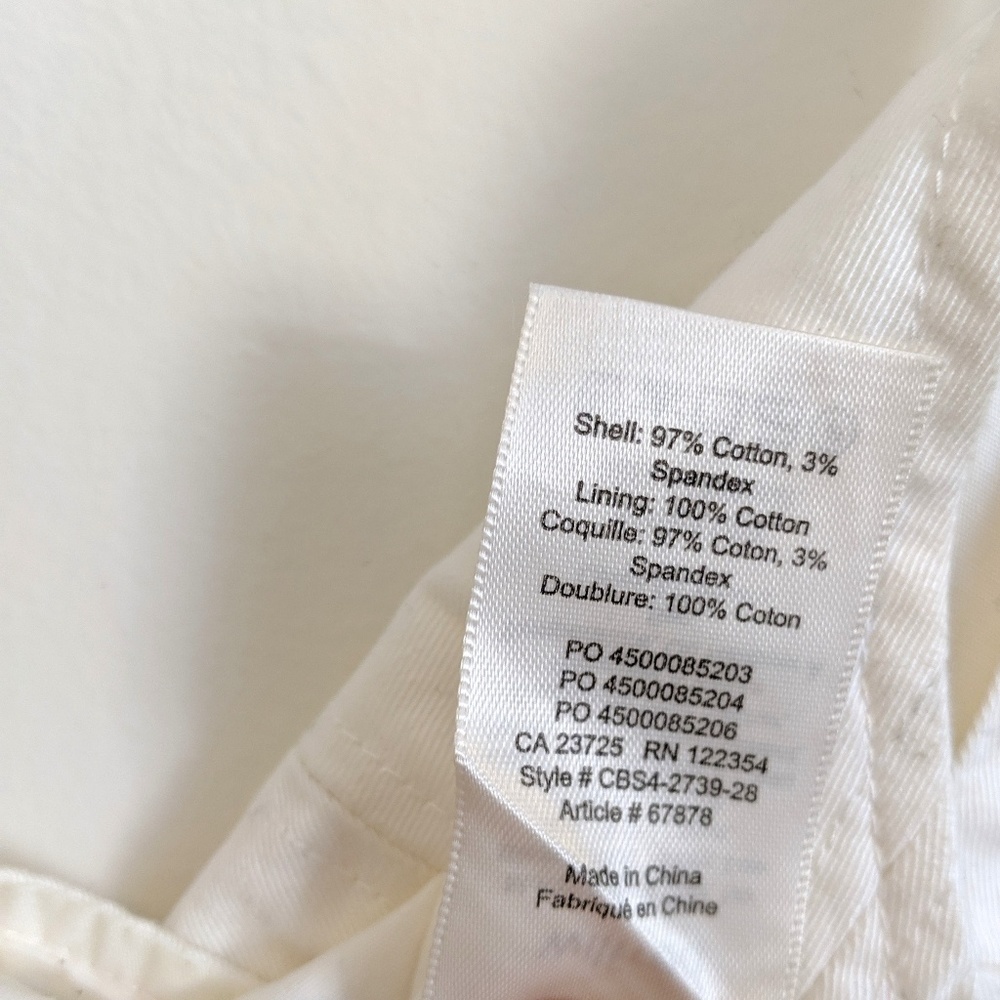 Shell: 97% Cotton, 3%
Spandex
Lining: 100% Cotton
Coquille: 97% Coton, 3%
Spandex
Doublure: 100% Coton
PO 4500085203
PO 4500085204
PO 4500085206
CA 23725 RN 122354
Style # CBS4-2739-28
Article # 67878
Made in China
Fabriqué en Chine